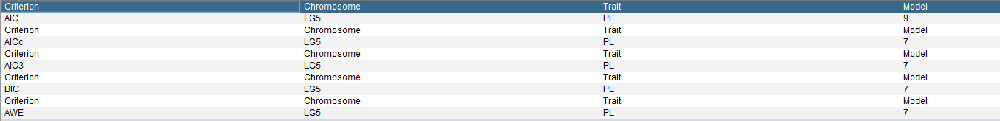 Criterion Chromosome Trait Model
AIC LG5 PL 9
Criterion Chromosome Trait Model
AICc LG5 PL 7
Criterion Chromosome Trait Model
AIC3 LG5 PL 7
Criterion Chromosome Trait Model
BIC LG5 PL 7
Criterion Chromosome Trait Model
AWE LG5 PL 7